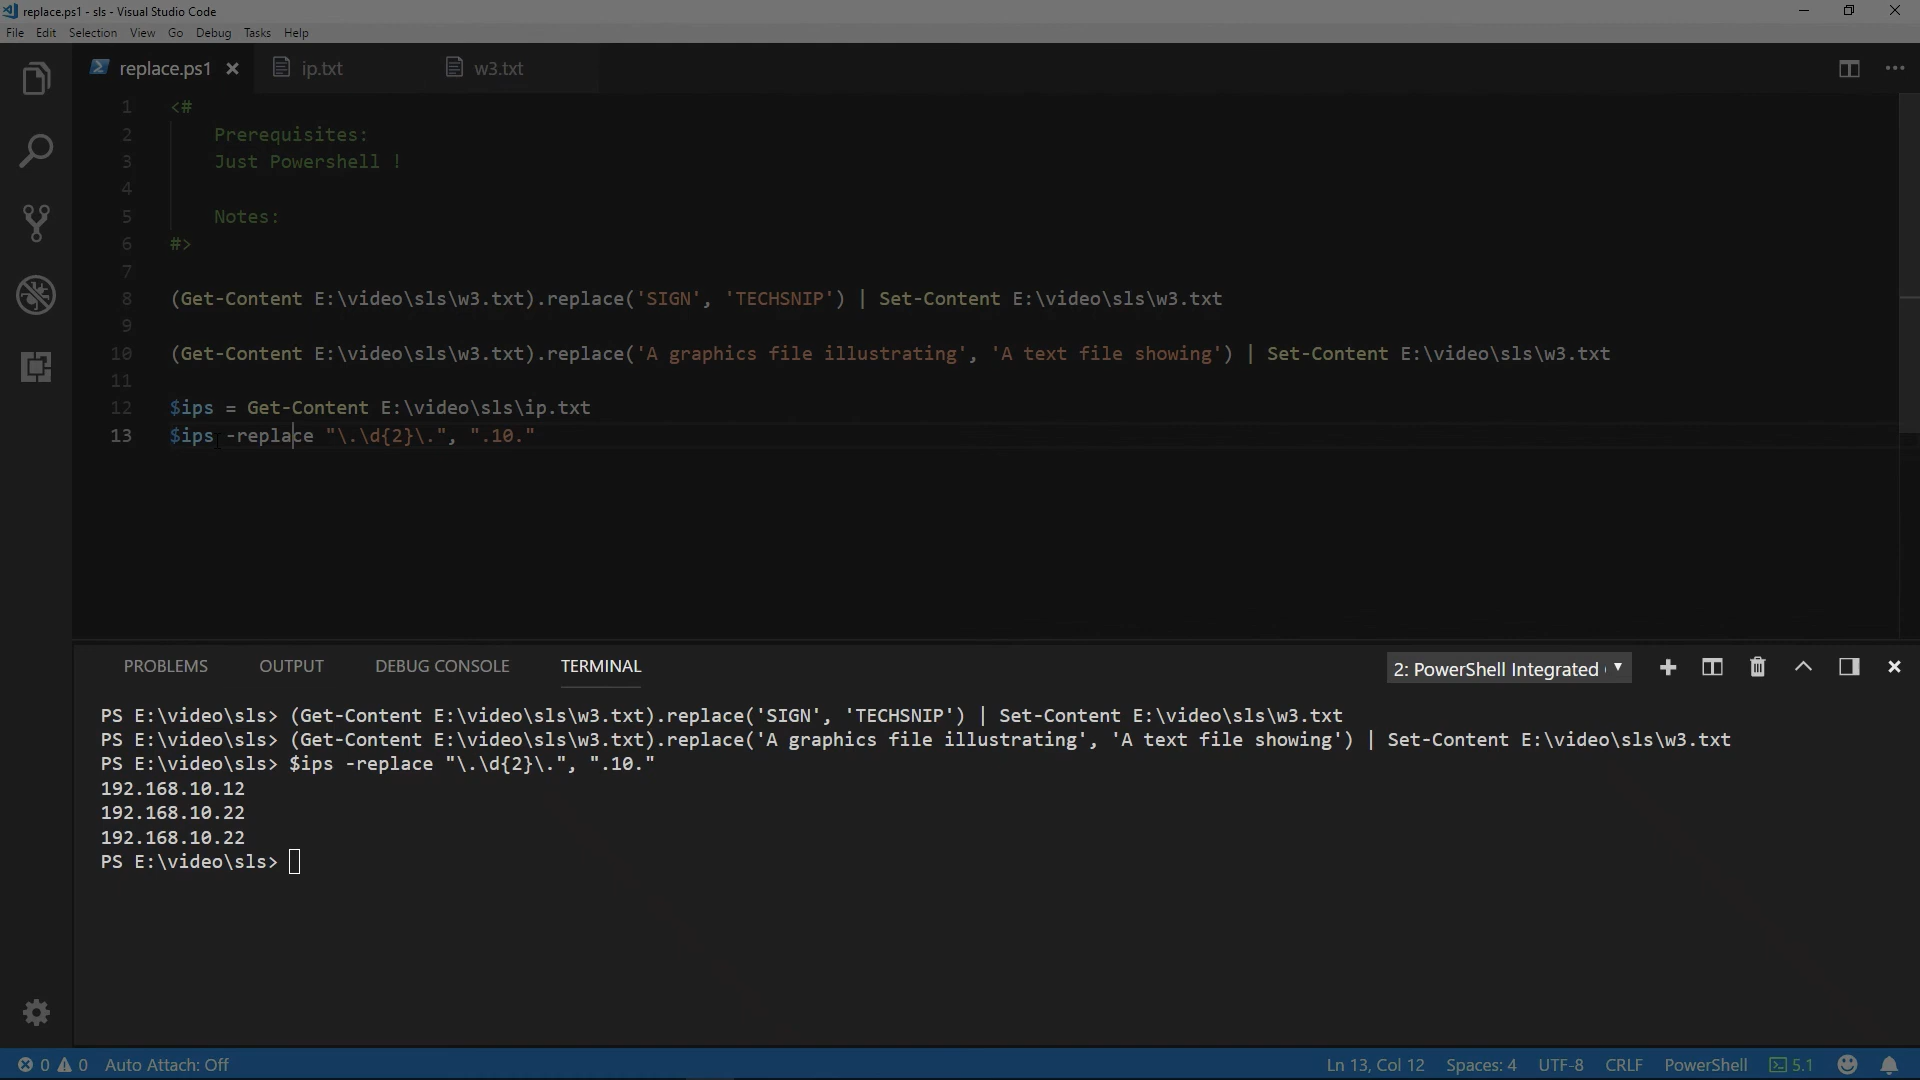 replace.ps1 - sls - Visual Studio Code
File Edit Selection View Go Debug Tasks Help
replace.ps1 ip.txt w3.txt
1 <#
2 Prerequisites:
3 Just Powershell !
4
5 Notes:
6 #>
7
8 (Get-Content E:\video\sls\w3.txt).replace('SIGN', 'TECHSNIP') | Set-Content E:\video\sls\w3.txt
9
10 (Get-Content E:\video\sls\w3.txt).replace('A graphics file illustrating', 'A text file showing') | Set-Content E:\video\sls\w3.txt
11
12 $ips = Get-Content E:\video\sls\ip.txt
13 $ips -replace "\.\d{2}\.", ".10."
PROBLEMS OUTPUT DEBUG CONSOLE TERMINAL 2: PowerShell Integrated
PS E:\video\sls> (Get-Content E:\video\sls\w3.txt).replace('SIGN', 'TECHSNIP') | Set-Content E:\video\sls\w3.txt
PS E:\video\sls> (Get-Content E:\video\sls\w3.txt).replace('A graphics file illustrating', 'A text file showing') | Set-Content E:\video\sls\w3.txt
PS E:\video\sls> $ips -replace "\.\d{2}\.", ".10."
192.168.10.12
192.168.10.22
192.168.10.22
PS E:\video\sls>
0 0 Auto Attach: Off Ln 13, Col 12 Spaces: 4 UTF-8 CRLF PowerShell 5.1